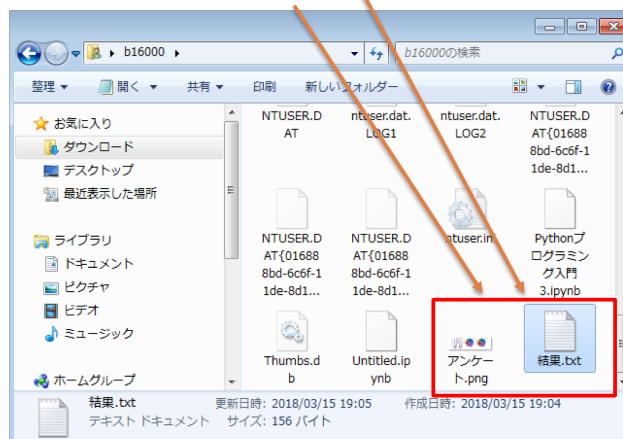 b16000
b16000の検索
整理 開く 共有 印刷 新しいフォルダー
お気に入り
ダウンロード
デスクトップ
最近表示した場所
ライブラリ
ドキュメント
ピクチャ
ビデオ
ミュージック
ホームグループ
NTUSER.D
AT
ntuser.dat.
LOG1
ntuser.dat.
LOG2
NTUSER.D
AT{01688
8bd-6c6f-1
1de-8d1...
NTUSER.D
AT{01688
8bd-6c6f-1
1de-8d1...
NTUSER.D
AT{01688
8bd-6c6f-1
1de-8d1...
ntuser.ini
Pythonプ
ログラミン
グ入門
3.ipynb
Thumbs.d
b
Untitled.ip
ynb
アンケー
ト.png
結果.txt
結果.txt 更新日時: 2018/03/15 19:05 作成日時: 2018/03/15 19:04
テキスト ドキュメント サイズ: 156 バイト